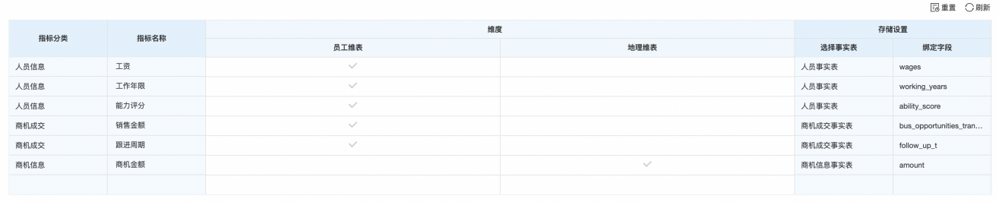 重置 刷新
指标分类 指标名称 维度 存储设置
员工维表 地理维表 选择事实表 绑定字段
人员信息 工资 人员事实表 wages
人员信息 工作年限 人员事实表 working_years
人员信息 能力评分 人员事实表 ability_score
商机成交 销售金额 商机成交事实表 bus_opportunities_tran...
商机成交 跟进周期 商机成交事实表 follow_up_t
商机信息 商机金额 商机信息事实表 amount